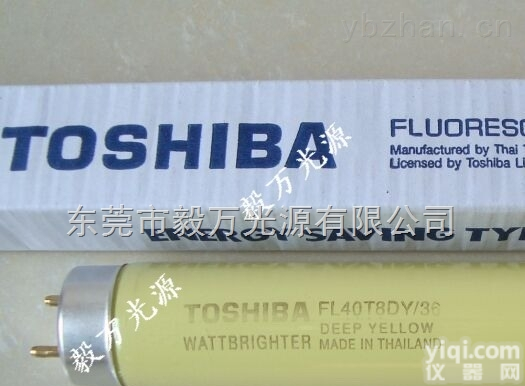 ybzhan.cn
TOSHIBA
FLUORESC
Manufactured by Thai T
Licensed by Toshiba Li
毅万光源
东莞市毅万光源有限公司
ENERGY SAVING TYP
毅万光源
TOSHIBA FL40T8DY/36
DEEP YELLOW
WATTBRIGHTER MADE IN THAILAND
yiqi.com
仪器网